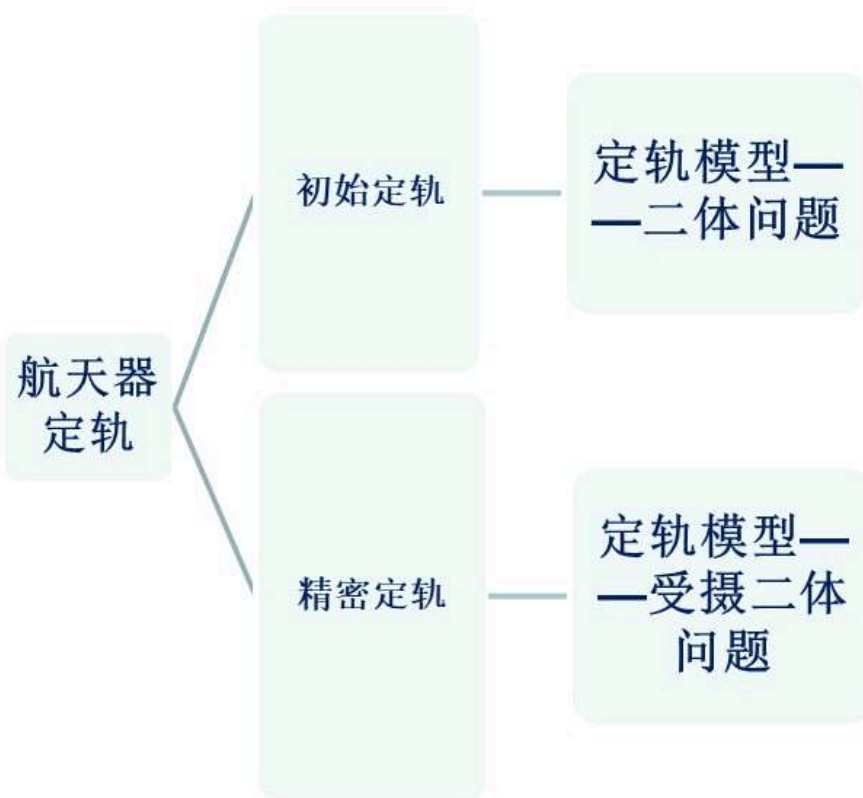 航天器
定轨
初始定轨
定轨模型—
—二体问题
精密定轨
定轨模型—
—受摄二体
问题